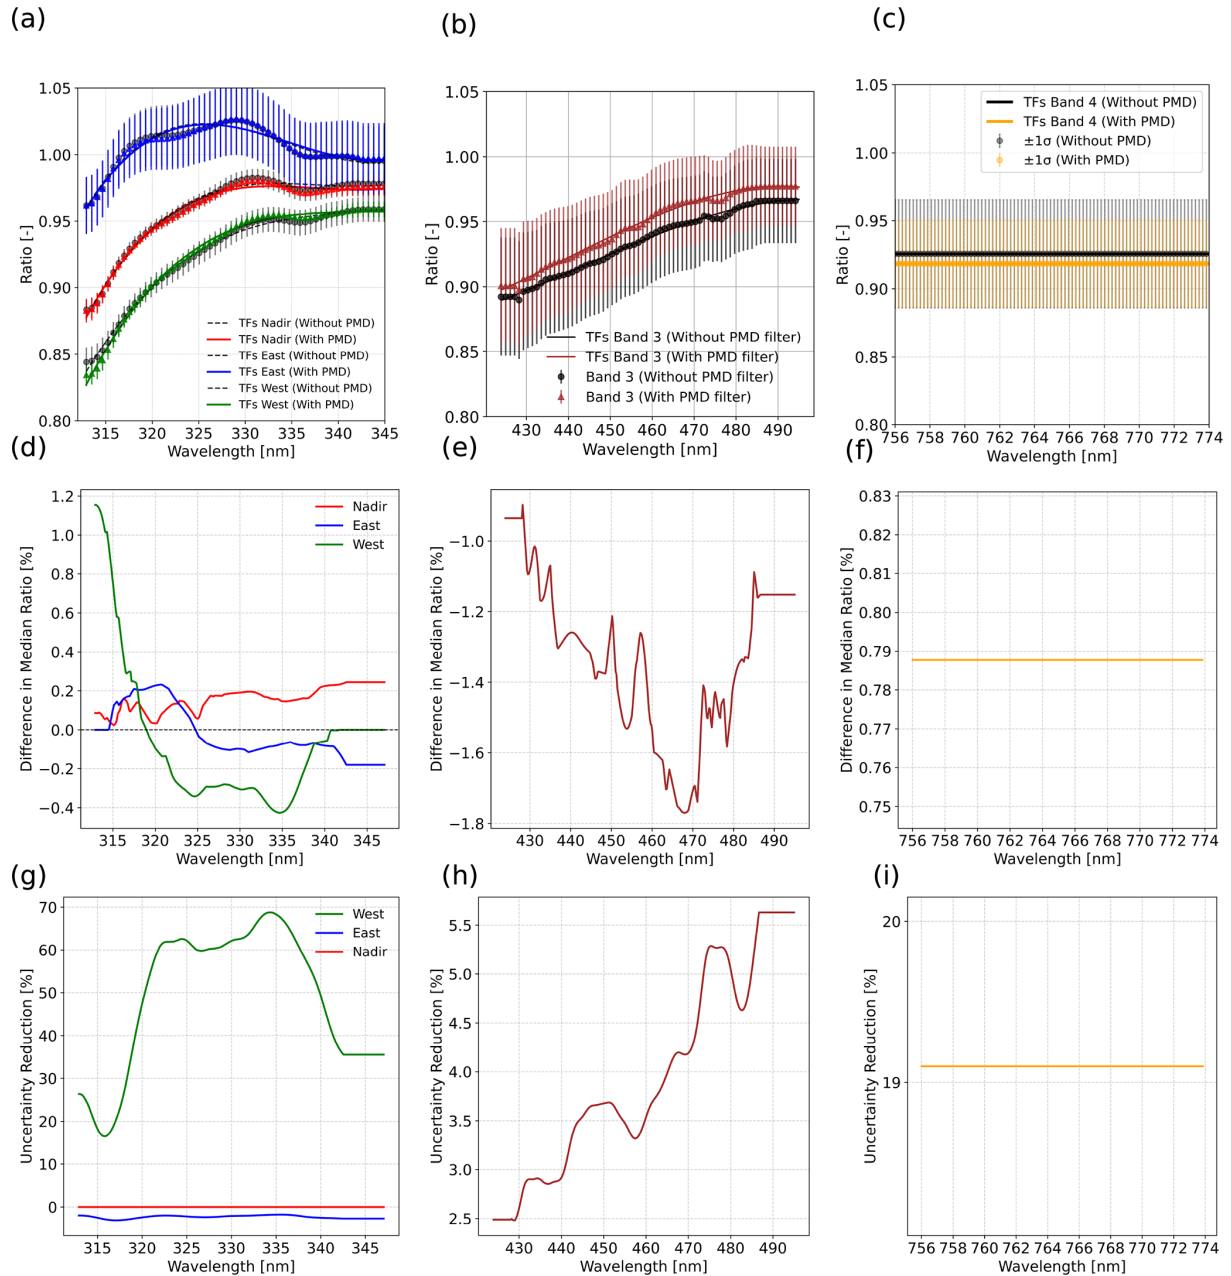 (a)
(b)
(c)
1.05
1.00
0.95
0.90
0.85
0.80
Ratio [-]
TFs Nadir (Without PMD)
TFs Nadir (With PMD)
TFs East (Without PMD)
TFs East (With PMD)
TFs West (Without PMD)
TFs West (With PMD)
315 320 325 330 335 340 345
Wavelength [nm]
1.05
1.00
0.95
0.90
0.85
0.80
Ratio [-]
TFs Band 3 (Without PMD filter)
TFs Band 3 (With PMD filter)
Band 3 (Without PMD filter)
Band 3 (With PMD filter)
430 440 450 460 470 480 490
Wavelength [nm]
1.05
1.00
0.95
0.90
0.85
0.80
Ratio [-]
TFs Band 4 (Without PMD)
TFs Band 4 (With PMD)
±1σ (Without PMD)
±1σ (With PMD)
756 758 760 762 764 766 768 770 772 774
Wavelength [nm]
(d)
(e)
(f)
1.2
1.0
0.8
0.6
0.4
0.2
0.0
−0.2
−0.4
Difference in Median Ratio [%]
Nadir
East
West
315 320 325 330 335 340 345
Wavelength [nm]
−1.0
−1.2
−1.4
−1.6
−1.8
Difference in Median Ratio [%]
430 440 450 460 470 480 490
Wavelength [nm]
0.83
0.82
0.81
0.80
0.79
0.78
0.77
0.76
0.75
Difference in Median Ratio [%]
756 758 760 762 764 766 768 770 772 774
Wavelength [nm]
(g)
(h)
(i)
70
60
50
40
30
20
10
0
Uncertainty Reduction [%]
West
East
Nadir
315 320 325 330 335 340 345
Wavelength [nm]
5.5
5.0
4.5
4.0
3.5
3.0
2.5
Uncertainty Reduction [%]
430 440 450 460 470 480 490
Wavelength [nm]
20
19
Uncertainty Reduction [%]
756 758 760 762 764 766 768 770 772 774
Wavelength [nm]